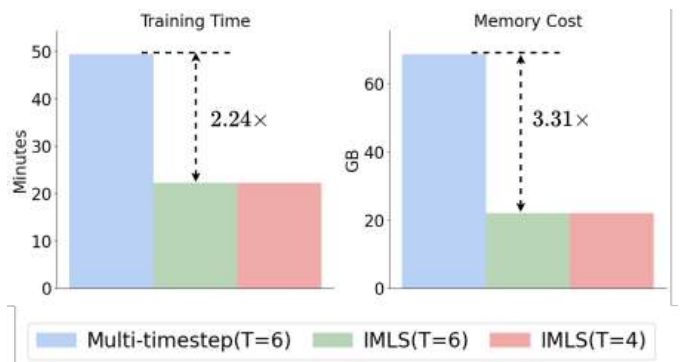 Training Time
Memory Cost
50
40
30
20
10
0
Minutes
2.24×
60
40
20
0
GB
3.31×
Multi-timestep(T=6)
IMLS(T=6)
IMLS(T=4)